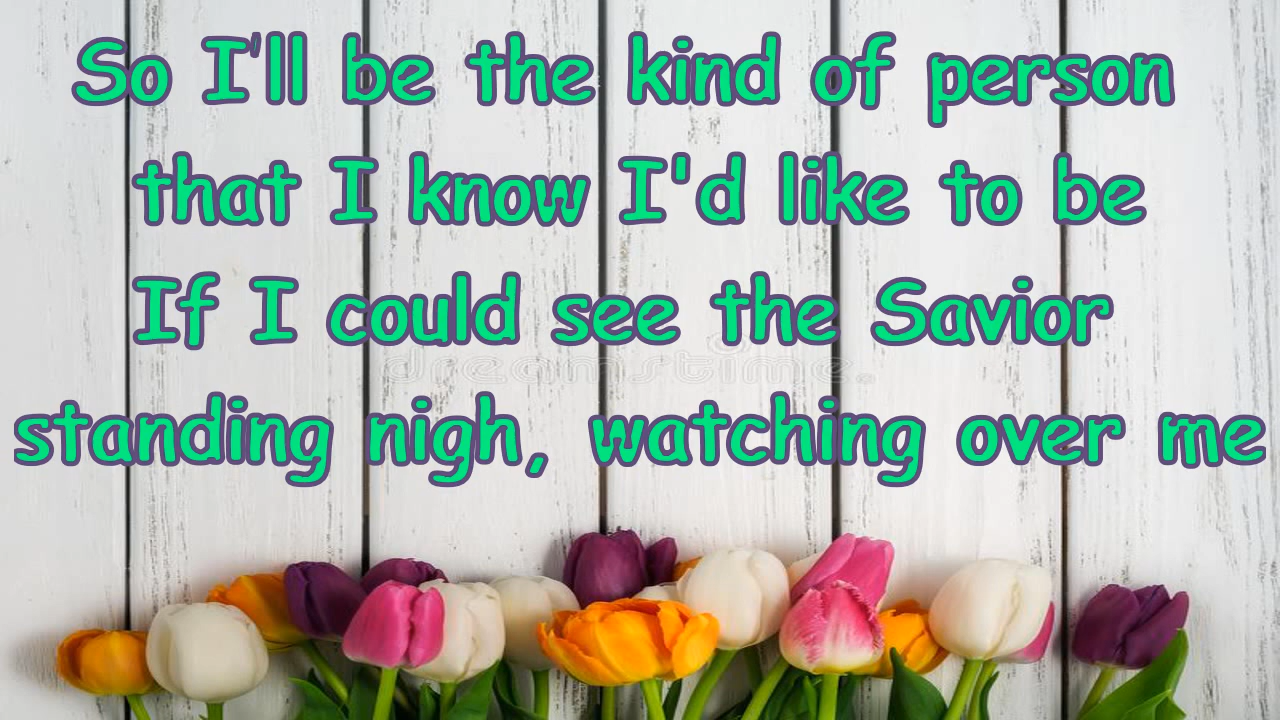 So I'll be the kind of person
that I know I'd like to be
If I could see the Savior
dreamstime.
standing nigh, watching over me